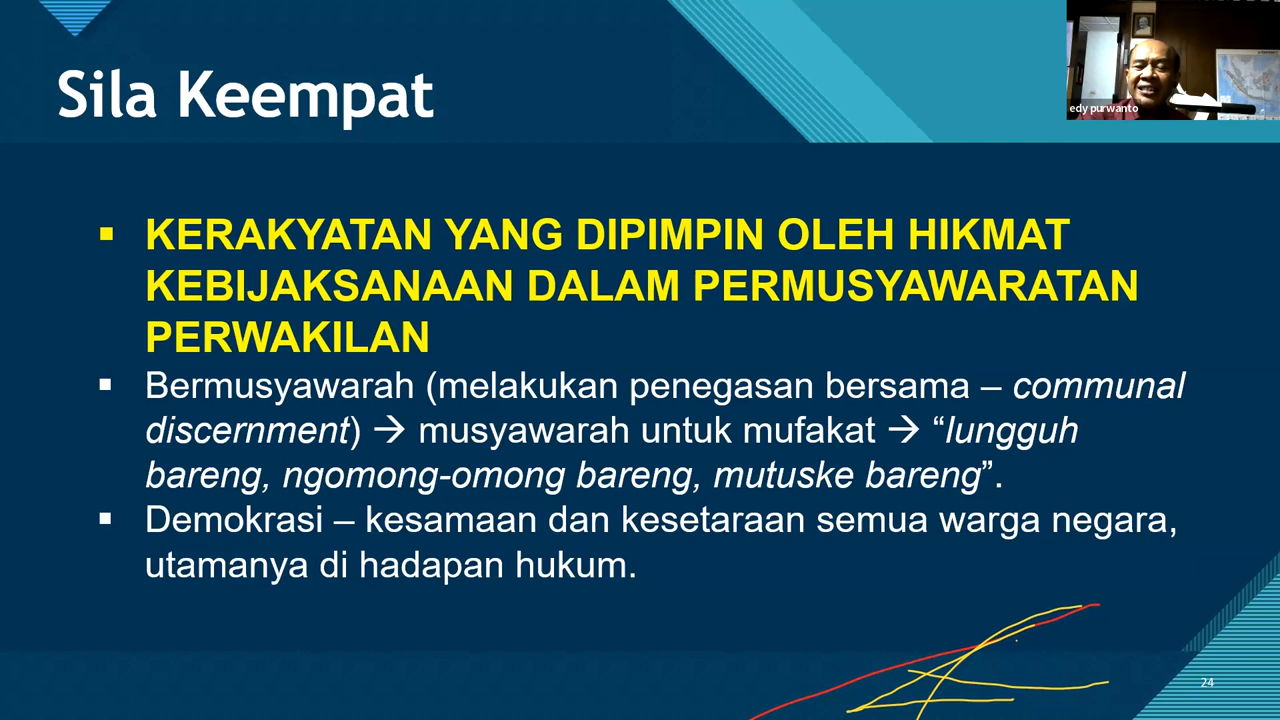 Sila Keempat
edy purwanto
▪ KERAKYATAN YANG DIPIMPIN OLEH HIKMAT
KEBIJAKSANAAN DALAM PERMUSYAWARATAN
PERWAKILAN
▪ Bermusyawarah (melakukan penegasan bersama – communal
discernment) → musyawarah untuk mufakat → “lungguh
bareng, ngomong-omong bareng, mutuske bareng”.
▪ Demokrasi – kesamaan dan kesetaraan semua warga negara,
utamanya di hadapan hukum.
24